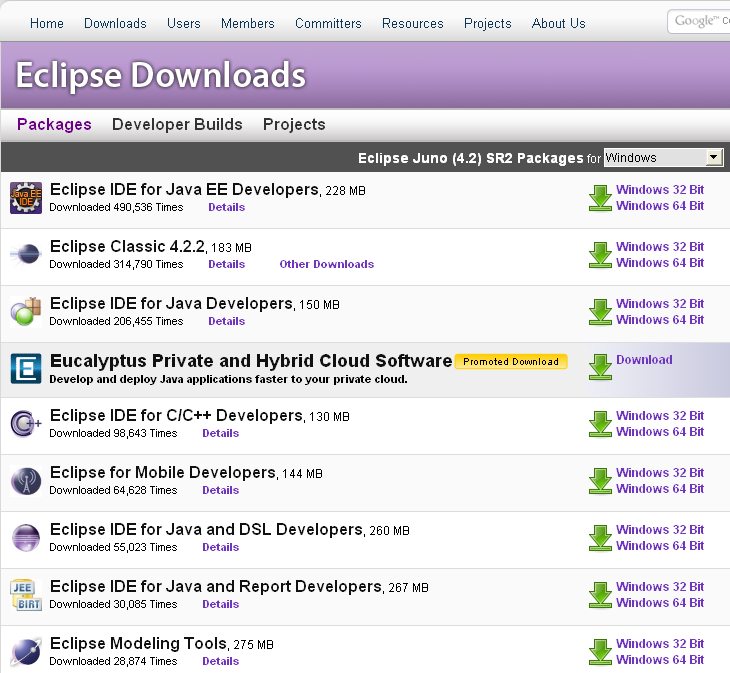 Home Downloads Users Members Committers Resources Projects About Us Google™
Eclipse Downloads
Packages Developer Builds Projects
Eclipse Juno (4.2) SR2 Packages for Windows
Java EE IDE
Eclipse IDE for Java EE Developers, 228 MB
Downloaded 490,536 Times Details
Windows 32 Bit
Windows 64 Bit
Eclipse Classic 4.2.2, 183 MB
Downloaded 314,790 Times Details Other Downloads
Windows 32 Bit
Windows 64 Bit
Eclipse IDE for Java Developers, 150 MB
Downloaded 206,455 Times Details
Windows 32 Bit
Windows 64 Bit
E
Eucalyptus Private and Hybrid Cloud Software Promoted Download
Develop and deploy Java applications faster to your private cloud.
Download
C++
Eclipse IDE for C/C++ Developers, 130 MB
Downloaded 98,643 Times Details
Windows 32 Bit
Windows 64 Bit
Eclipse for Mobile Developers, 144 MB
Downloaded 64,628 Times Details
Windows 32 Bit
Windows 64 Bit
Eclipse IDE for Java and DSL Developers, 260 MB
Downloaded 55,023 Times Details
Windows 32 Bit
Windows 64 Bit
JEE
BIRT
Eclipse IDE for Java and Report Developers, 267 MB
Downloaded 30,085 Times Details
Windows 32 Bit
Windows 64 Bit
Eclipse Modeling Tools, 275 MB
Downloaded 28,874 Times Details
Windows 32 Bit
Windows 64 Bit